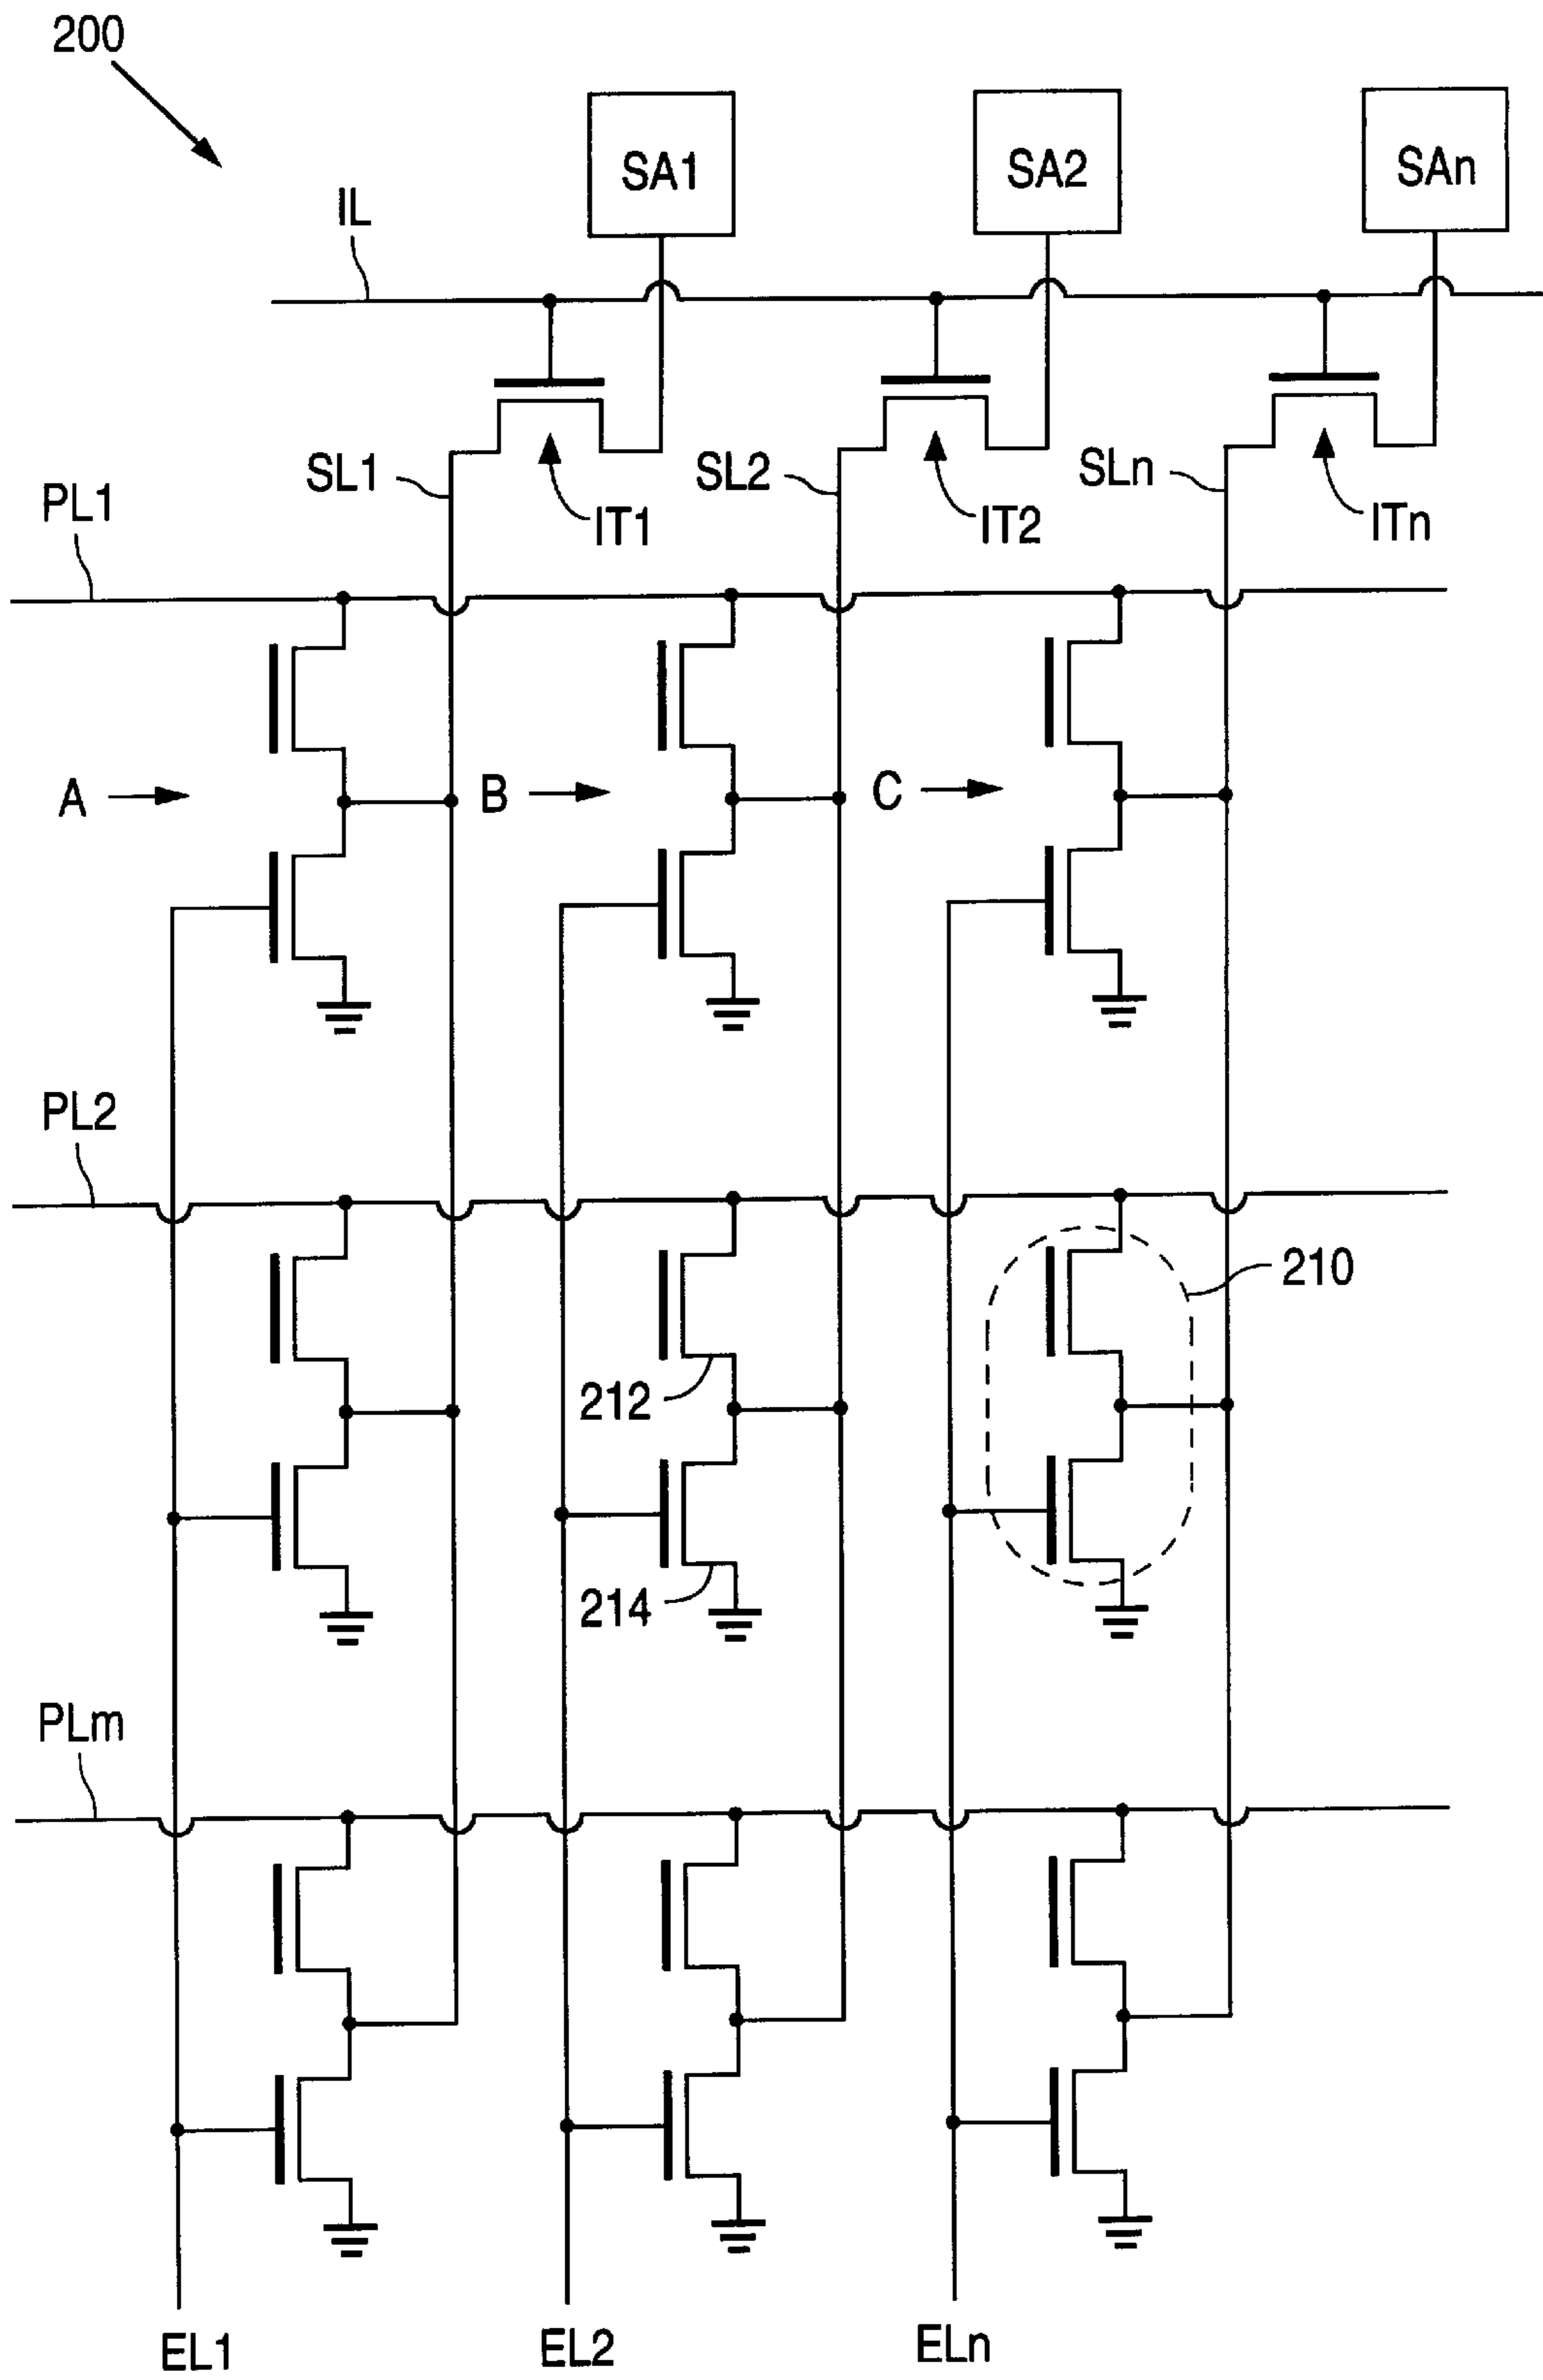 200
SA1 SA2 SAn
IL
SL1 SL2 SLn
PL1 IT1 IT2 ITn
A B C
PL2
210
212
214
PLm
EL1 EL2 ELn